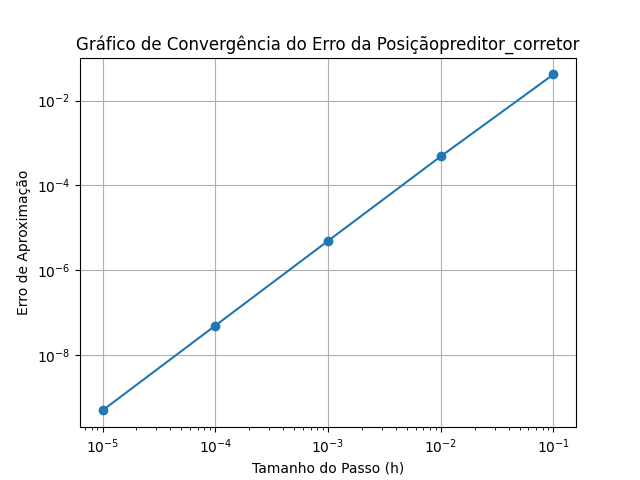 Gráfico de Convergência do Erro da Posiçãopreditor_corretor
Erro de Aproximação
10⁻²
10⁻⁴
10⁻⁶
10⁻⁸
10⁻⁵ 10⁻⁴ 10⁻³ 10⁻² 10⁻¹
Tamanho do Passo (h)